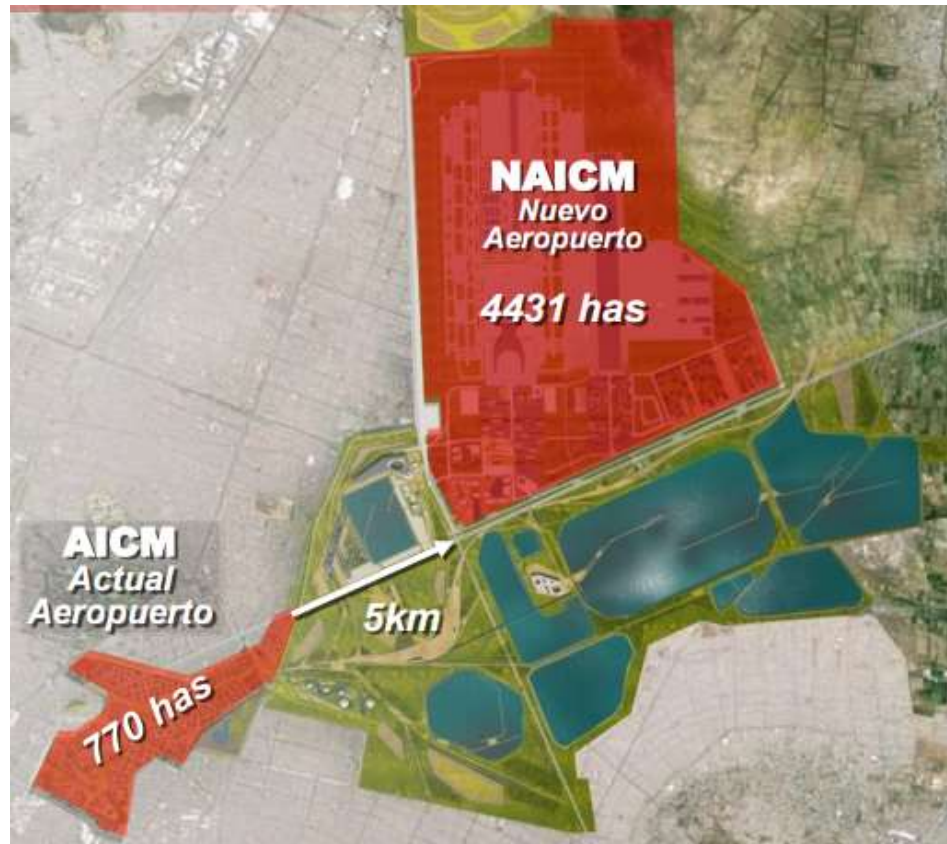 NAICM
Nuevo
Aeropuerto
4431 has
AICM
Actual
Aeropuerto
5km
770 has